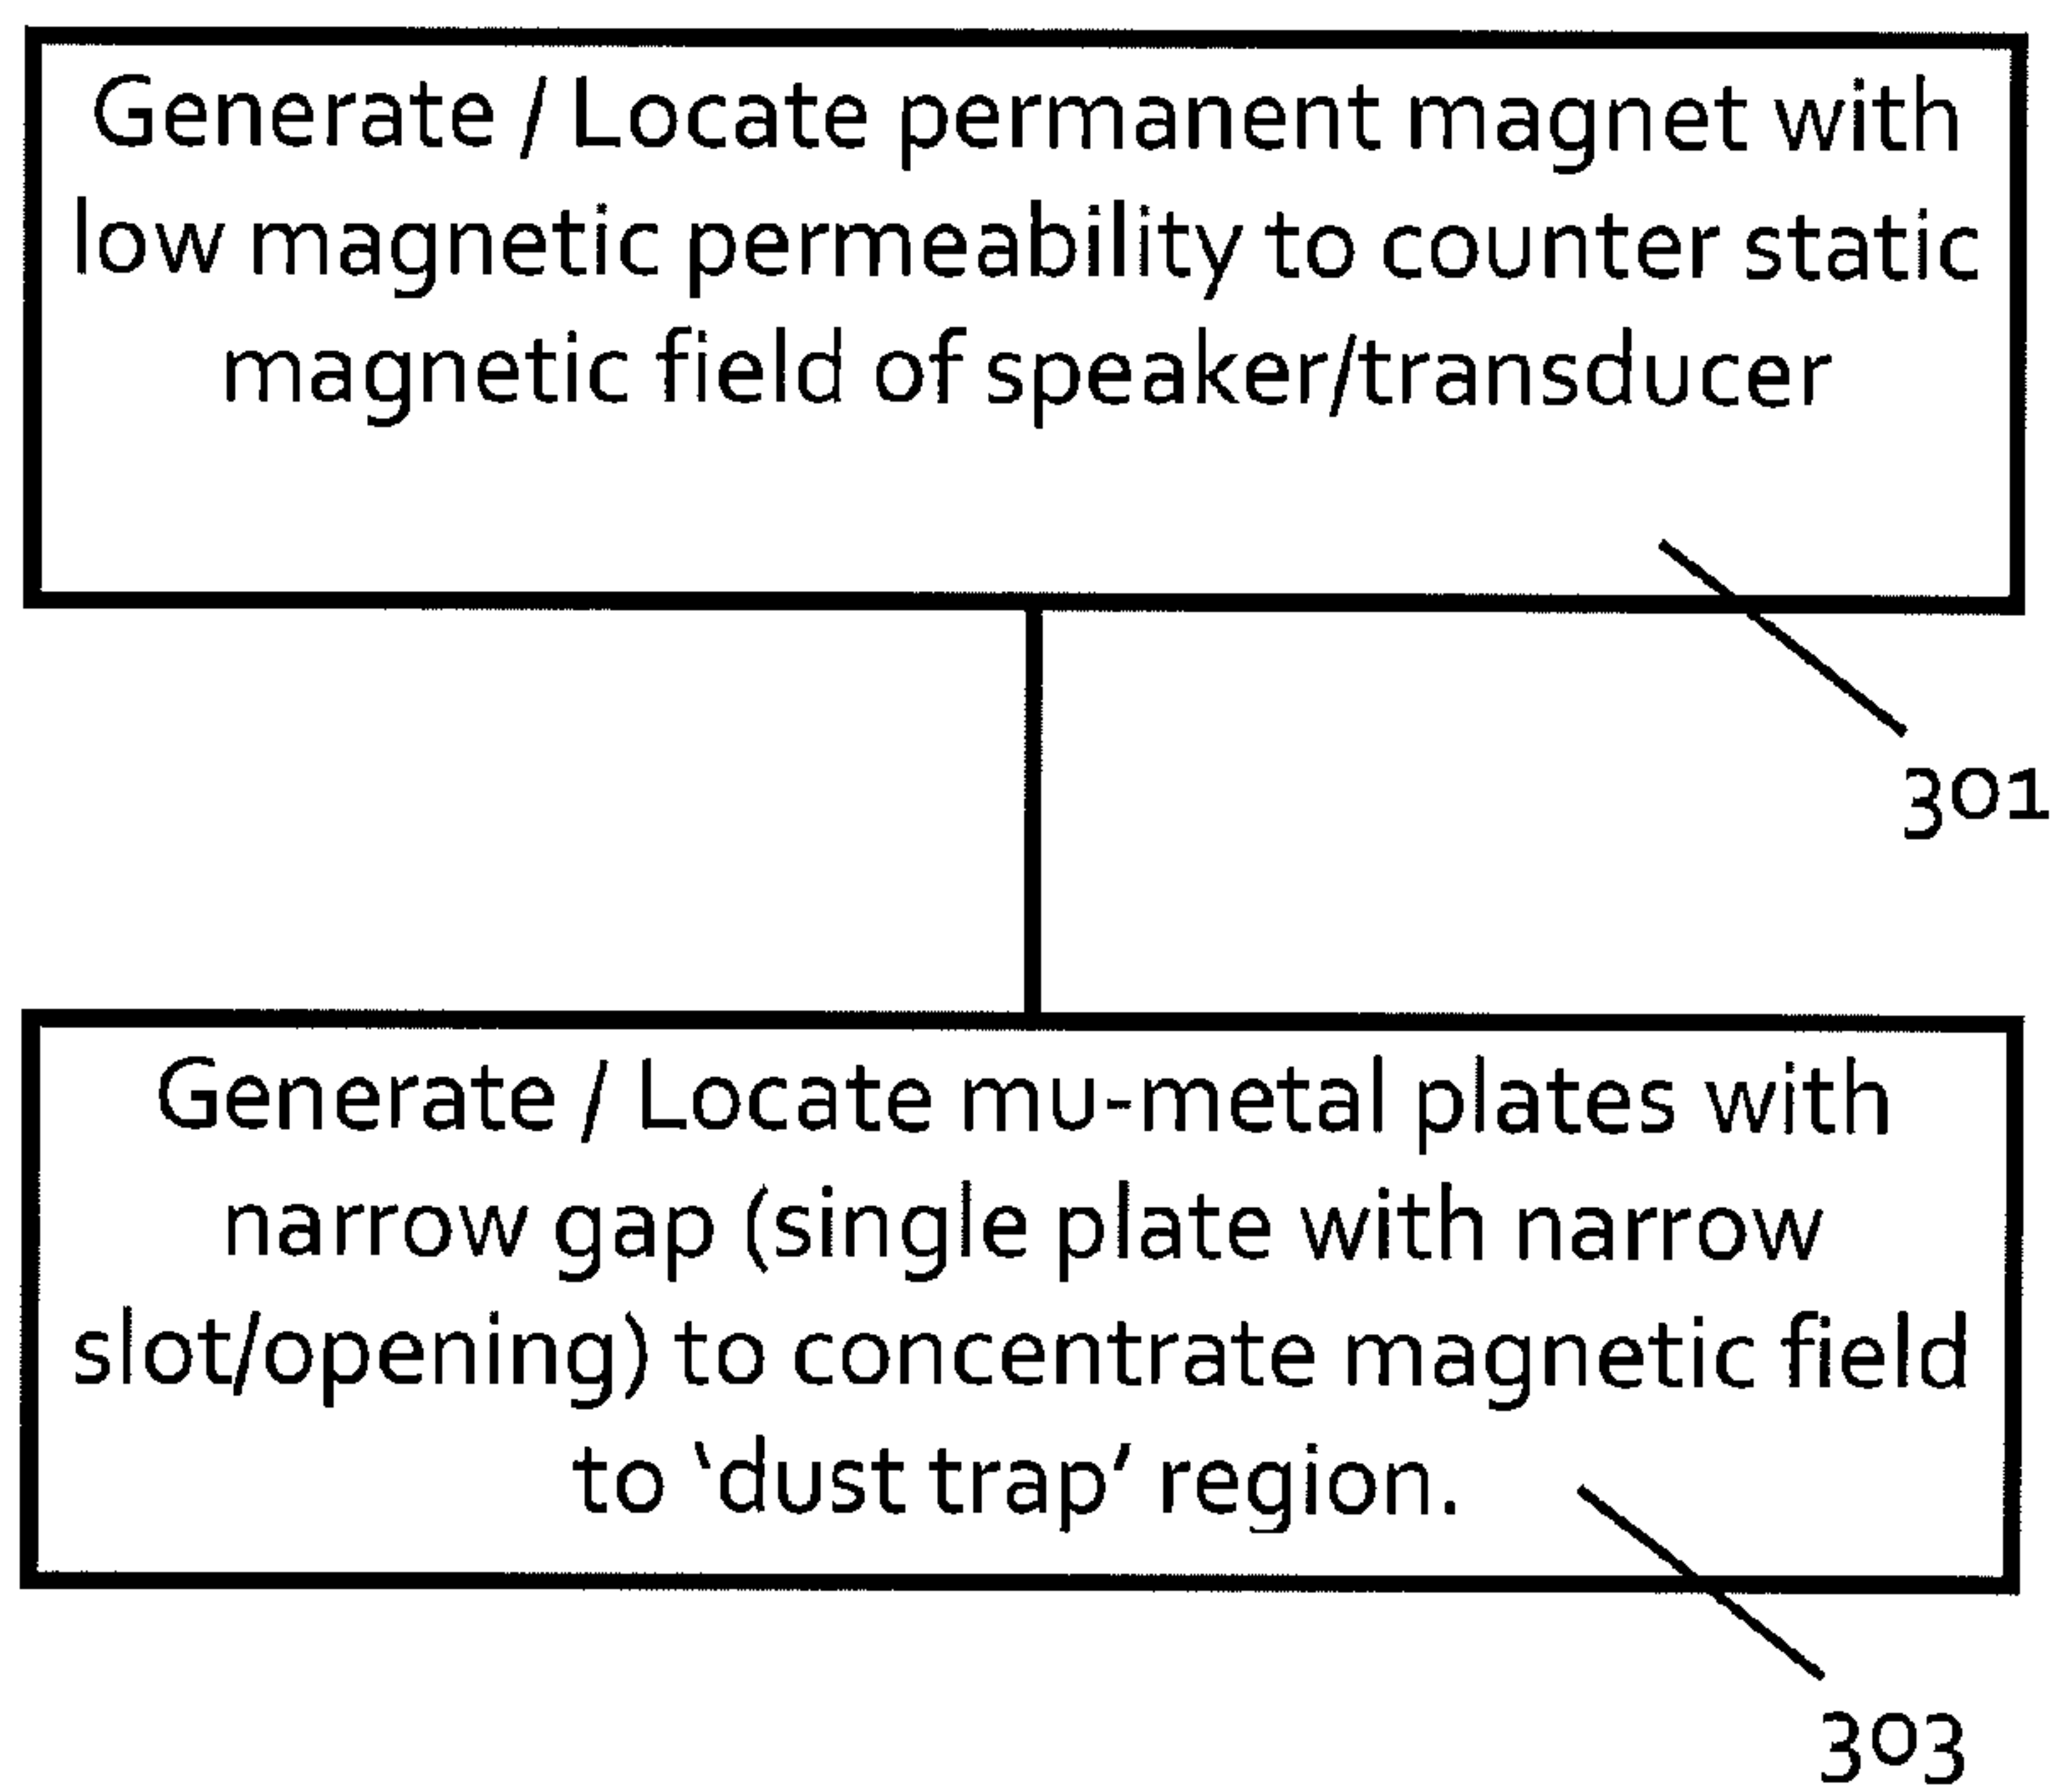 Generate / Locate permanent magnet with
low magnetic permeability to counter static
magnetic field of speaker/transducer
301
Generate / Locate mu-metal plates with
narrow gap (single plate with narrow
slot/opening) to concentrate magnetic field
to ‘dust trap’ region.
303